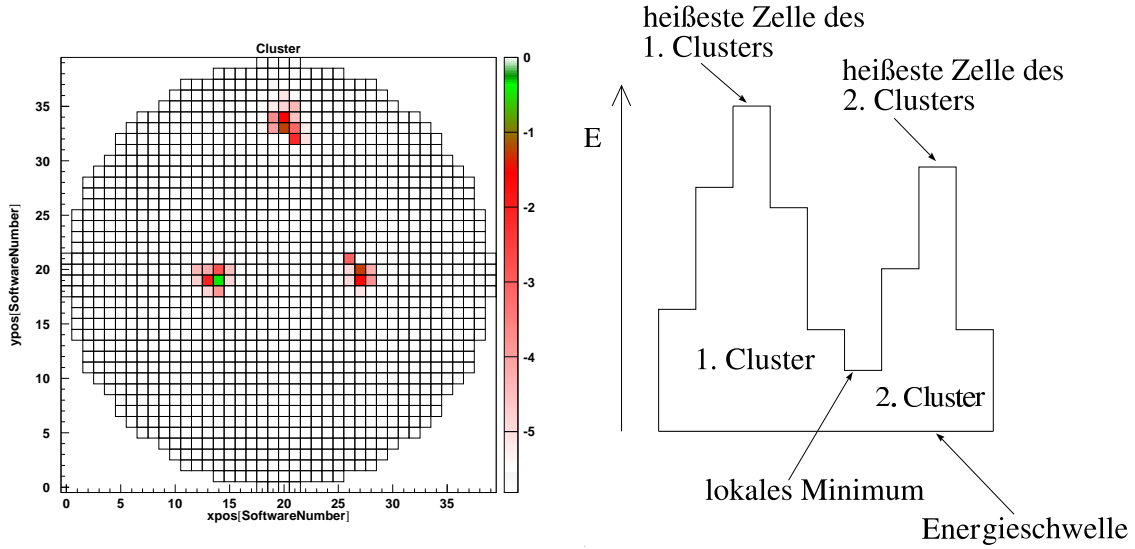 Cluster
35
30
25
20
15
10
5
0
0 5 10 15 20 25 30 35
xpos[SoftwareNumber]
ypos[SoftwareNumber]
0
-1
-2
-3
-4
-5
heißeste Zelle des
1. Clusters
heißeste Zelle des
2. Clusters
E
1. Cluster
2. Cluster
lokales Minimum
Energieschwelle